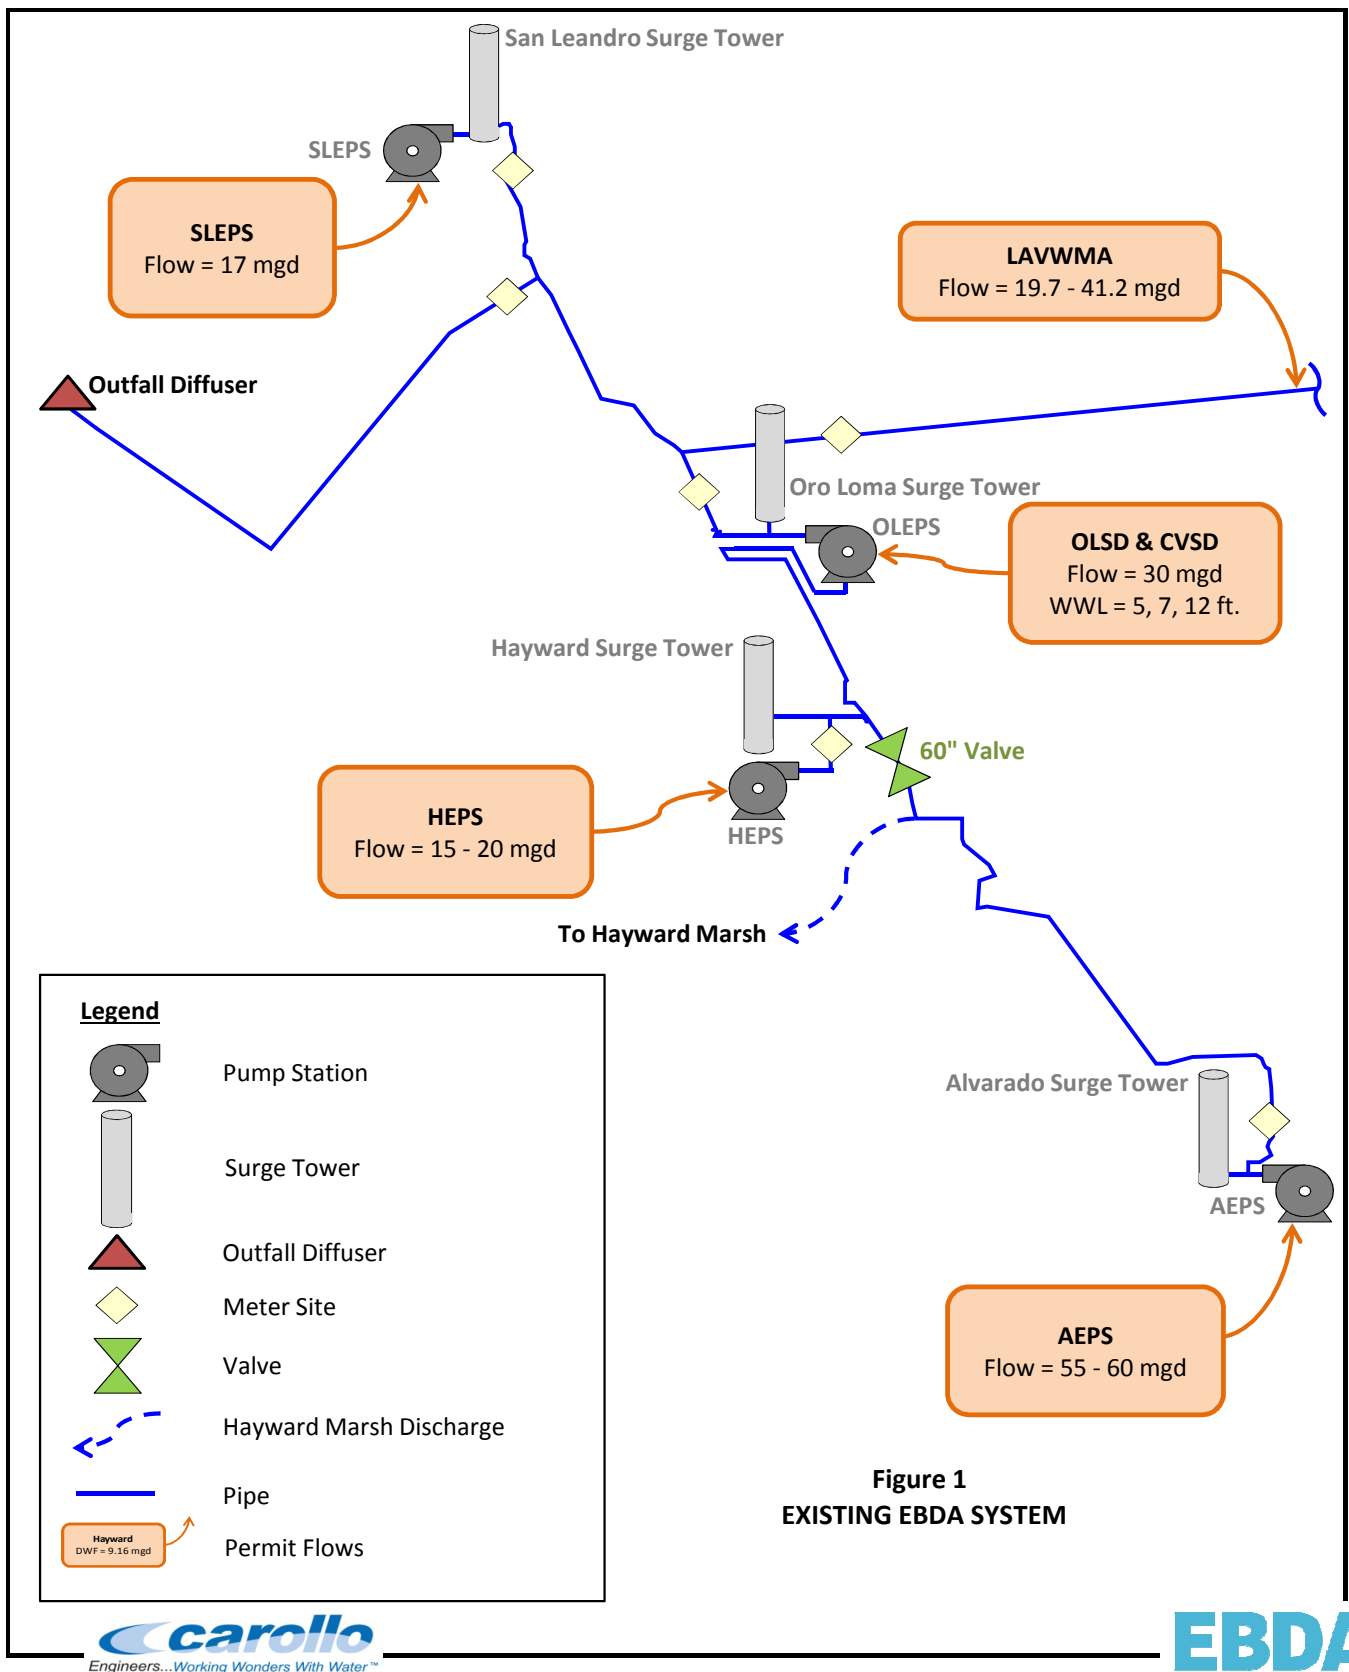 San Leandro Surge Tower
SLEPS
SLEPS
Flow = 17 mgd
LAVWMA
Flow = 19.7 - 41.2 mgd
Outfall Diffuser
Oro Loma Surge Tower
OLEPS
OLSD & CVSD
Flow = 30 mgd
WWL = 5, 7, 12 ft.
Hayward Surge Tower
60" Valve
HEPS
Flow = 15 - 20 mgd
HEPS
To Hayward Marsh
Legend
Pump Station
Surge Tower
Outfall Diffuser
Meter Site
Valve
Hayward Marsh Discharge
Pipe
Hayward
DWF = 9.16 mgd
Permit Flows
Alvarado Surge Tower
AEPS
AEPS
Flow = 55 - 60 mgd
Figure 1
EXISTING EBDA SYSTEM
carollo
Engineers...Working Wonders With Water™
EBDA